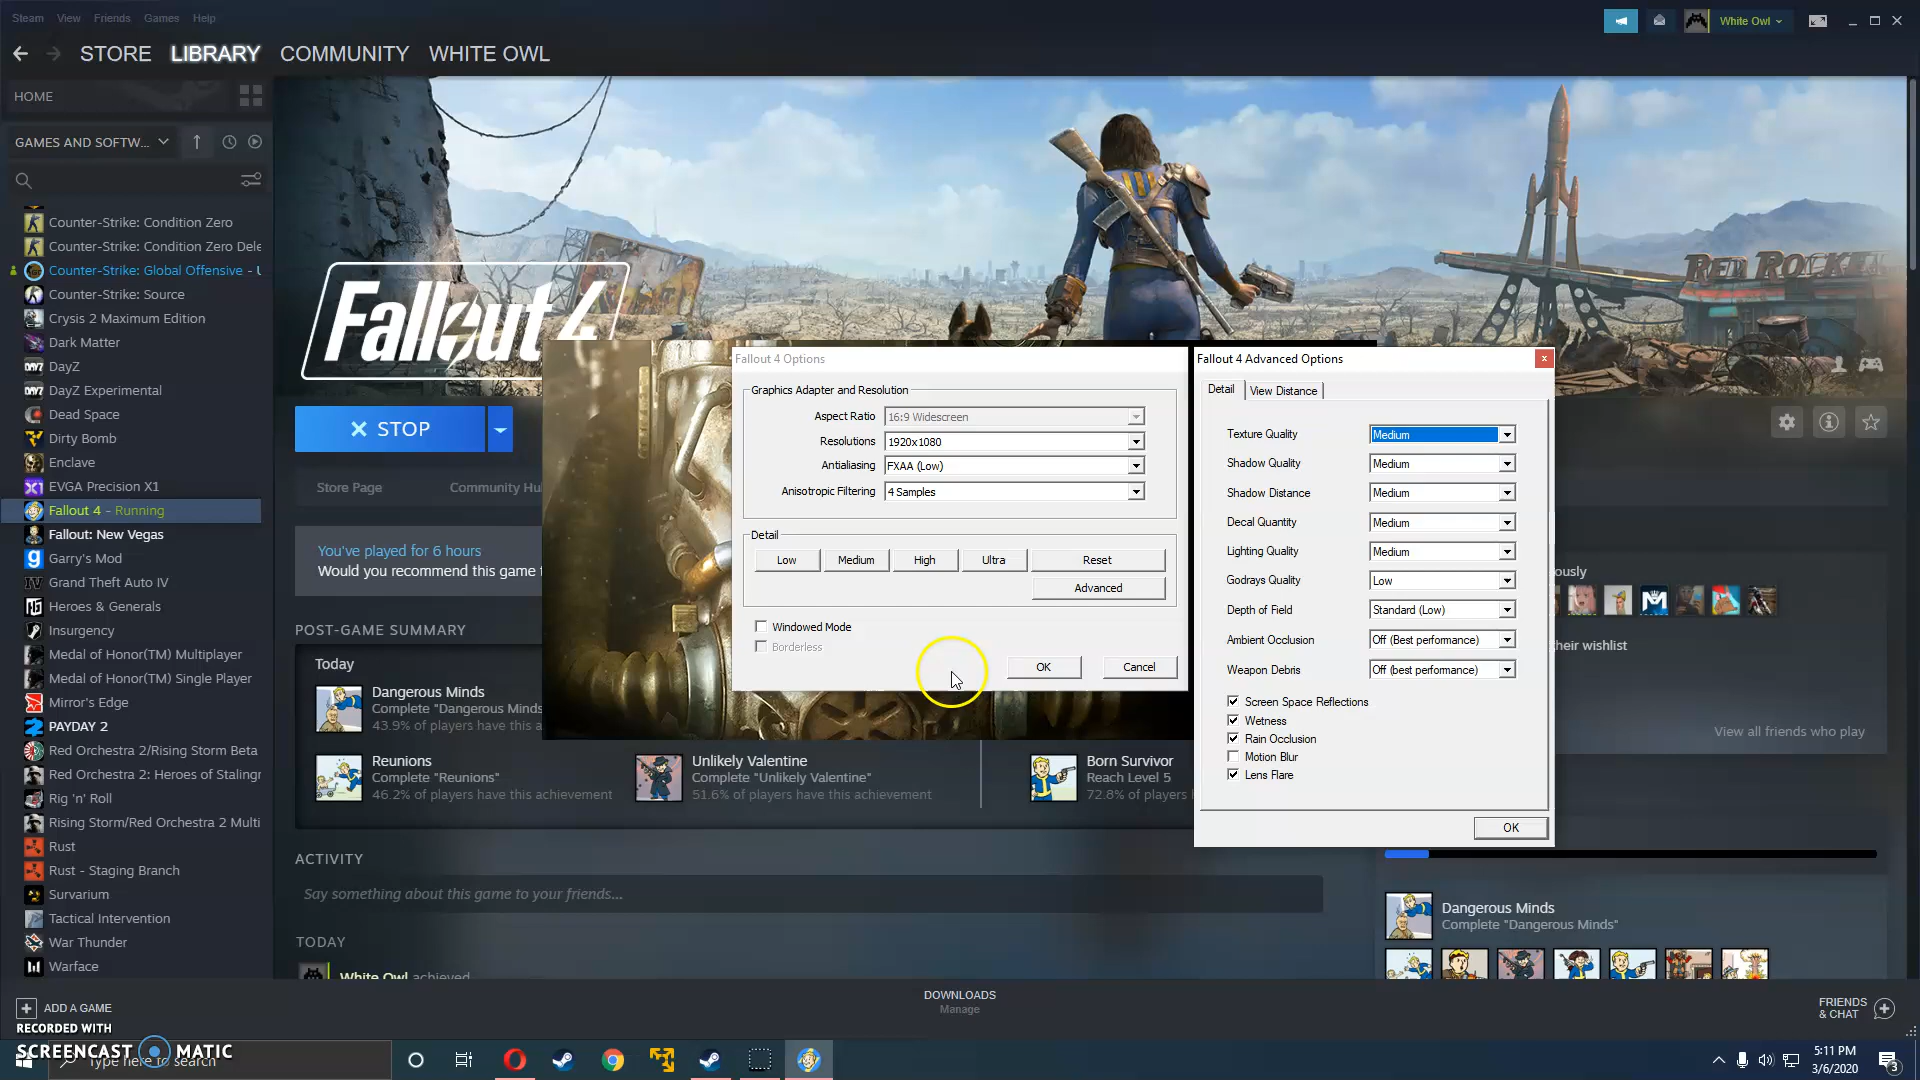 Steam View Friends Games Help
White Owl
STORE LIBRARY COMMUNITY WHITE OWL
HOME
GAMES AND SOFTW...
Counter-Strike: Condition Zero
Counter-Strike: Condition Zero Dele
Counter-Strike: Global Offensive - U
Counter-Strike: Source
Crysis 2 Maximum Edition
Dark Matter
DayZ
DayZ Experimental
Dead Space
Dirty Bomb
Enclave
EVGA Precision X1
Fallout 4 - Running
Fallout: New Vegas
Garry's Mod
Grand Theft Auto IV
Heroes & Generals
Insurgency
Medal of Honor(TM) Multiplayer
Medal of Honor(TM) Single Player
Mirror's Edge
PAYDAY 2
Red Orchestra 2/Rising Storm Beta
Red Orchestra 2: Heroes of Stalingr
Rig 'n' Roll
Rising Storm/Red Orchestra 2 Multi
Rust
Rust - Staging Branch
Survarium
Tactical Intervention
War Thunder
Warface
ADD A GAME
Fallout 4
RED ROCKE
STOP
Store Page
Community Hu
You've played for 6 hours
Would you recommend this game f
POST-GAME SUMMARY
Today
Dangerous Minds
Complete "Dangerous Minds
43.9% of players have this a
Reunions
Complete "Reunions"
46.2% of players have this achievement
Unlikely Valentine
Complete "Unlikely Valentine"
51.6% of players have this achievement
Born Survivor
Reach Level 5
72.8% of players
ACTIVITY
Say something about this game to your friends...
TODAY
White Owl achieved
Fallout 4 Options
Graphics Adapter and Resolution
Aspect Ratio 16:9 Widescreen
Resolutions 1920x1080
Antialiasing FXAA (Low)
Anisotropic Filtering 4 Samples
Detail
Low Medium High Ultra Reset
Advanced
Windowed Mode
Borderless
OK Cancel
Fallout 4 Advanced Options
x
Detail View Distance
Texture Quality Medium
Shadow Quality Medium
Shadow Distance Medium
Decal Quantity Medium
Lighting Quality Medium
Godrays Quality Low
Depth of Field Standard (Low)
Ambient Occlusion Off (Best performance)
Weapon Debris Off (best performance)
Screen Space Reflections
Wetness
Rain Occlusion
Motion Blur
Lens Flare
OK
ously
heir wishlist
View all friends who play
Dangerous Minds
Complete "Dangerous Minds"
DOWNLOADS
Manage
FRIENDS
& CHAT
RECORDED WITH
SCREENCAST MATIC
Type here to search
5:11 PM
3/6/2020
3